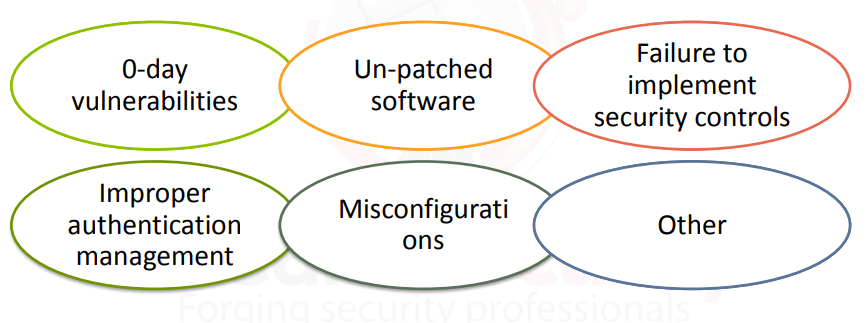 0-day
vulnerabilities
Un-patched
software
Failure to
implement
security controls
Improper
authentication
management
Misconfigurati
ons
Other
Forging security professionals